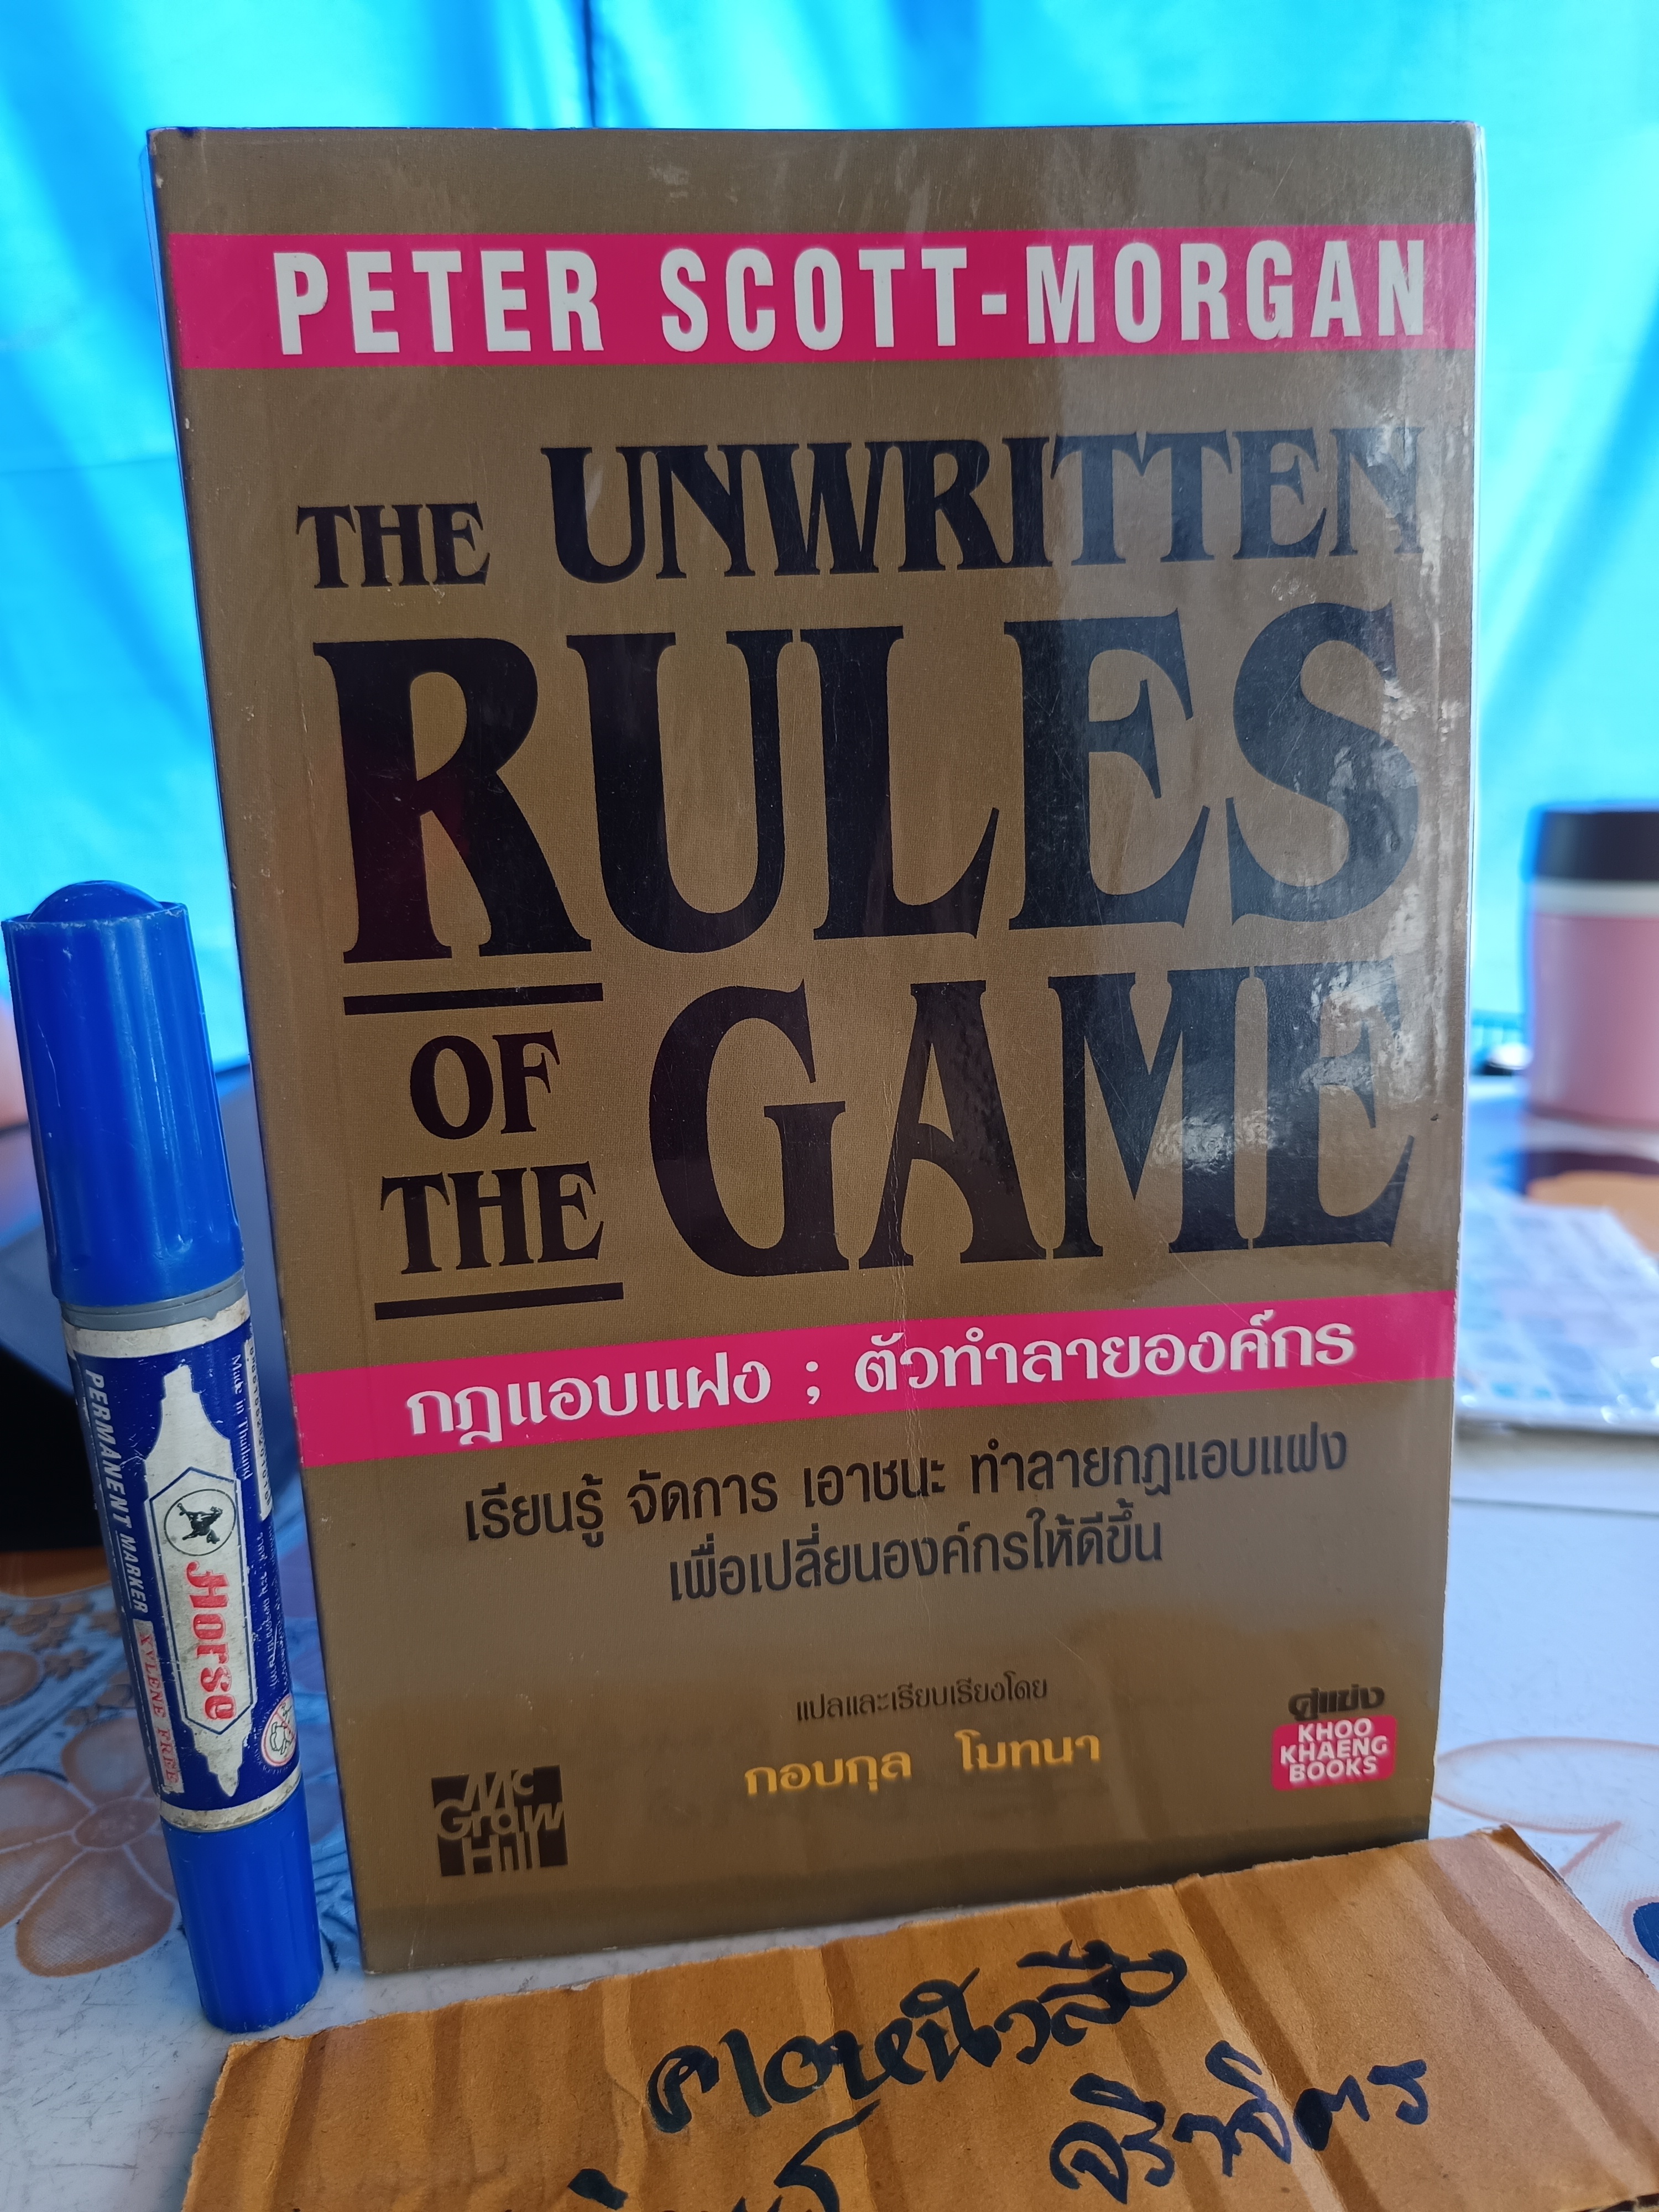 PETER SCOTT-MORGAN
THE UNWRITTEN
RULES
OF
THE
GAME
กฎแอบแฝง ; ตัวทำลายองค์กร
เรียนรู้ จัดการ เอาชนะ ทำลายกฎแอบแฝง
เพื่อเปลี่ยนองค์กรให้ดีขึ้น
แปลและเรียบเรียงโดย
กอบกุล โมทนา
Mc
Graw
Hill
คู่แข่ง
KHOO
KHAENG
BOOKS
PERMANENT MARKER XYLENE FREE
Horse
Made in Thailand
จิราจิตร